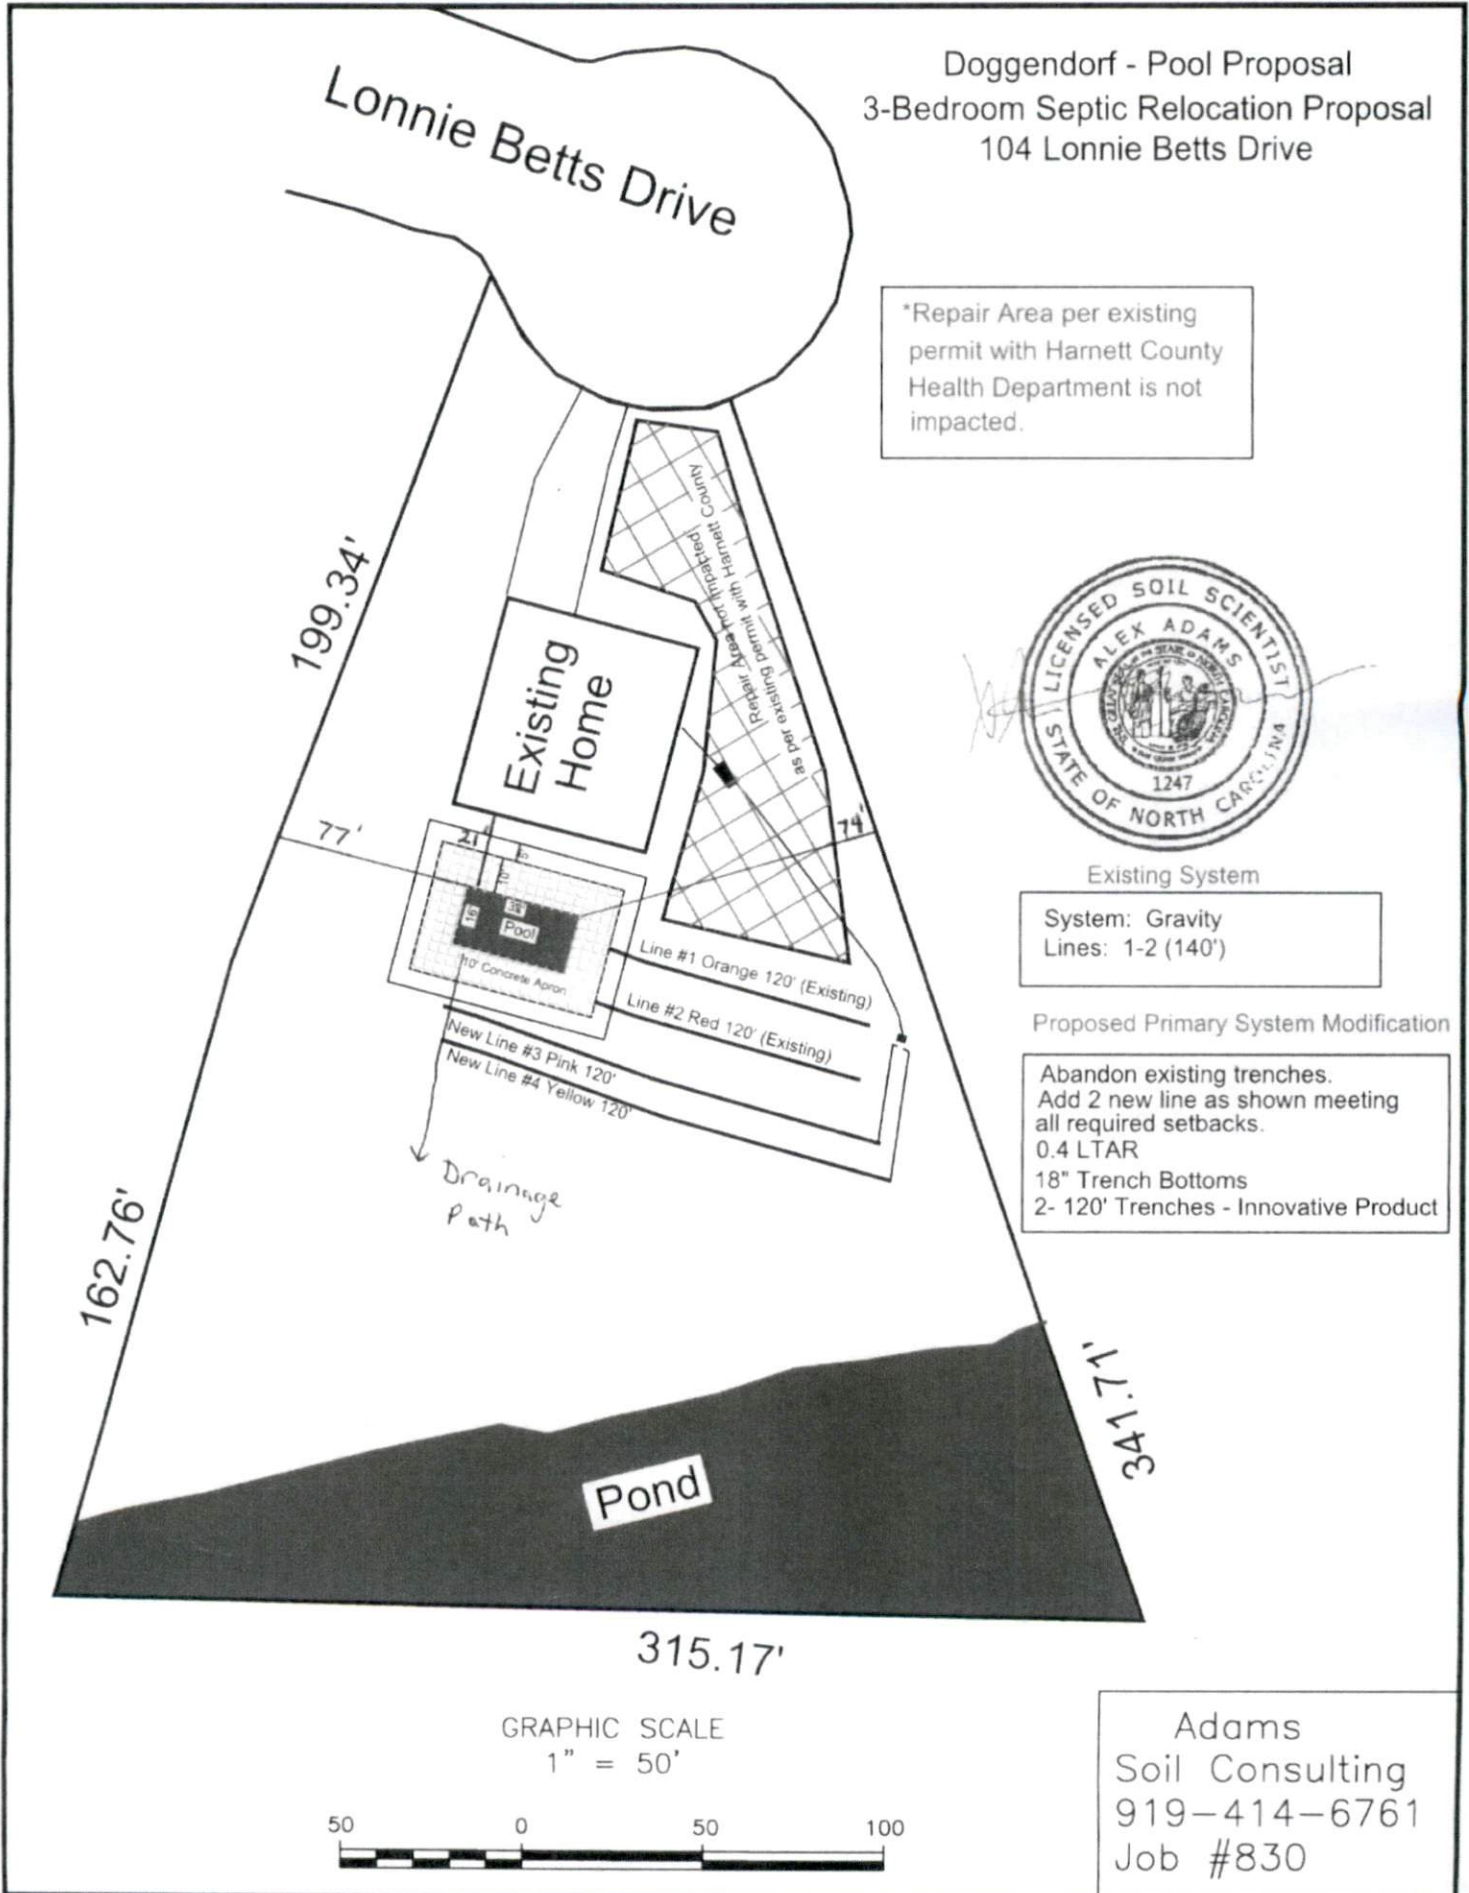 Doggendorf - Pool Proposal
3-Bedroom Septic Relocation Proposal
104 Lonnie Betts Drive
Lonnie Betts Drive
*Repair Area per existing
permit with Harnett County
Health Department is not
impacted.
199.34'
Repair Area not Impacted
as per existing permit with Harnett County
Existing
Home
LICENSED SOIL SCIENTIST
ALEX ADAMS
1247
STATE OF NORTH CAROLINA
77'
21'
74'
10'
16'
Pool
10' Concrete Apron
Existing System
System: Gravity
Lines: 1-2 (140')
Line #1 Orange 120' (Existing)
Line #2 Red 120' (Existing)
New Line #3 Pink 120'
New Line #4 Yellow 120'
Proposed Primary System Modification
Abandon existing trenches.
Add 2 new line as shown meeting
all required setbacks.
0.4 LTAR
18" Trench Bottoms
2- 120' Trenches - Innovative Product
Drainage
Path
162.76'
341.71'
Pond
315.17'
GRAPHIC SCALE
1" = 50'
50 0 50 100
Adams
Soil Consulting
919-414-6761
Job #830